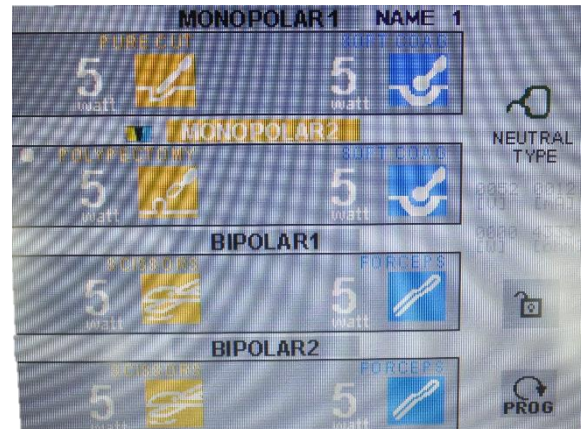 MONOPOLAR1 NAME 1
PURE CUT SOFT COAG
5 watt 5 watt
MONOPOLAR2
NEUTRAL TYPE
POLYPECTOMY SOFT COAG
5 watt 5 watt
BIPOLAR1
SCISSORS FORCEPS
5 watt 5 watt
BIPOLAR2
SCISSORS FORCEPS
5 5
PROG